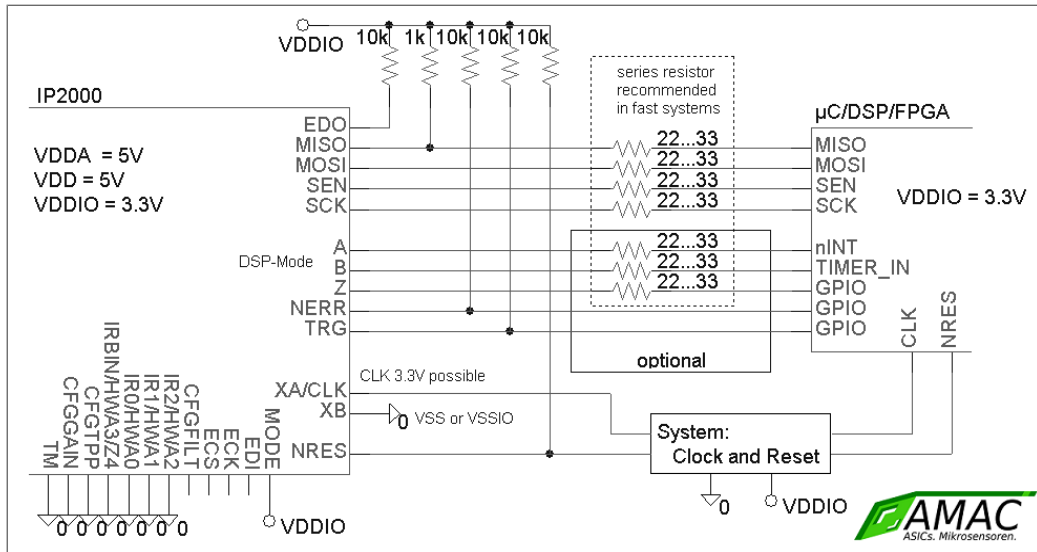 VDDIO
10k 1k 10k 10k 10k
series resistor
recommended
in fast systems
IP2000
µC/DSP/FPGA
VDDA = 5V
VDD = 5V
VDDIO = 3.3V
EDO
MISO 22...33 MISO
MOSI 22...33 MOSI
SEN 22...33 SEN
SCK 22...33 SCK
VDDIO = 3.3V
DSP-Mode
A 22...33 nINT
B 22...33 TIMER_IN
Z 22...33 GPIO
NERR GPIO
TRG GPIO
optional
CLK
NRES
CLK 3.3V possible
XA/CLK
XB 0 VSS or VSSIO
NRES
System:
Clock and Reset
0 VDDIO
TM
CFGGAIN
CFGTPP
IRBIN/HWA3/Z4
IR0/HWA0
IR1/HWA1
IR2/HWA2
CFGFILT
ECS
ECK
EDI
MODE
0 0 0 0 0 0 0
VDDIO
AMAC
ASICs. Mikrosensoren.